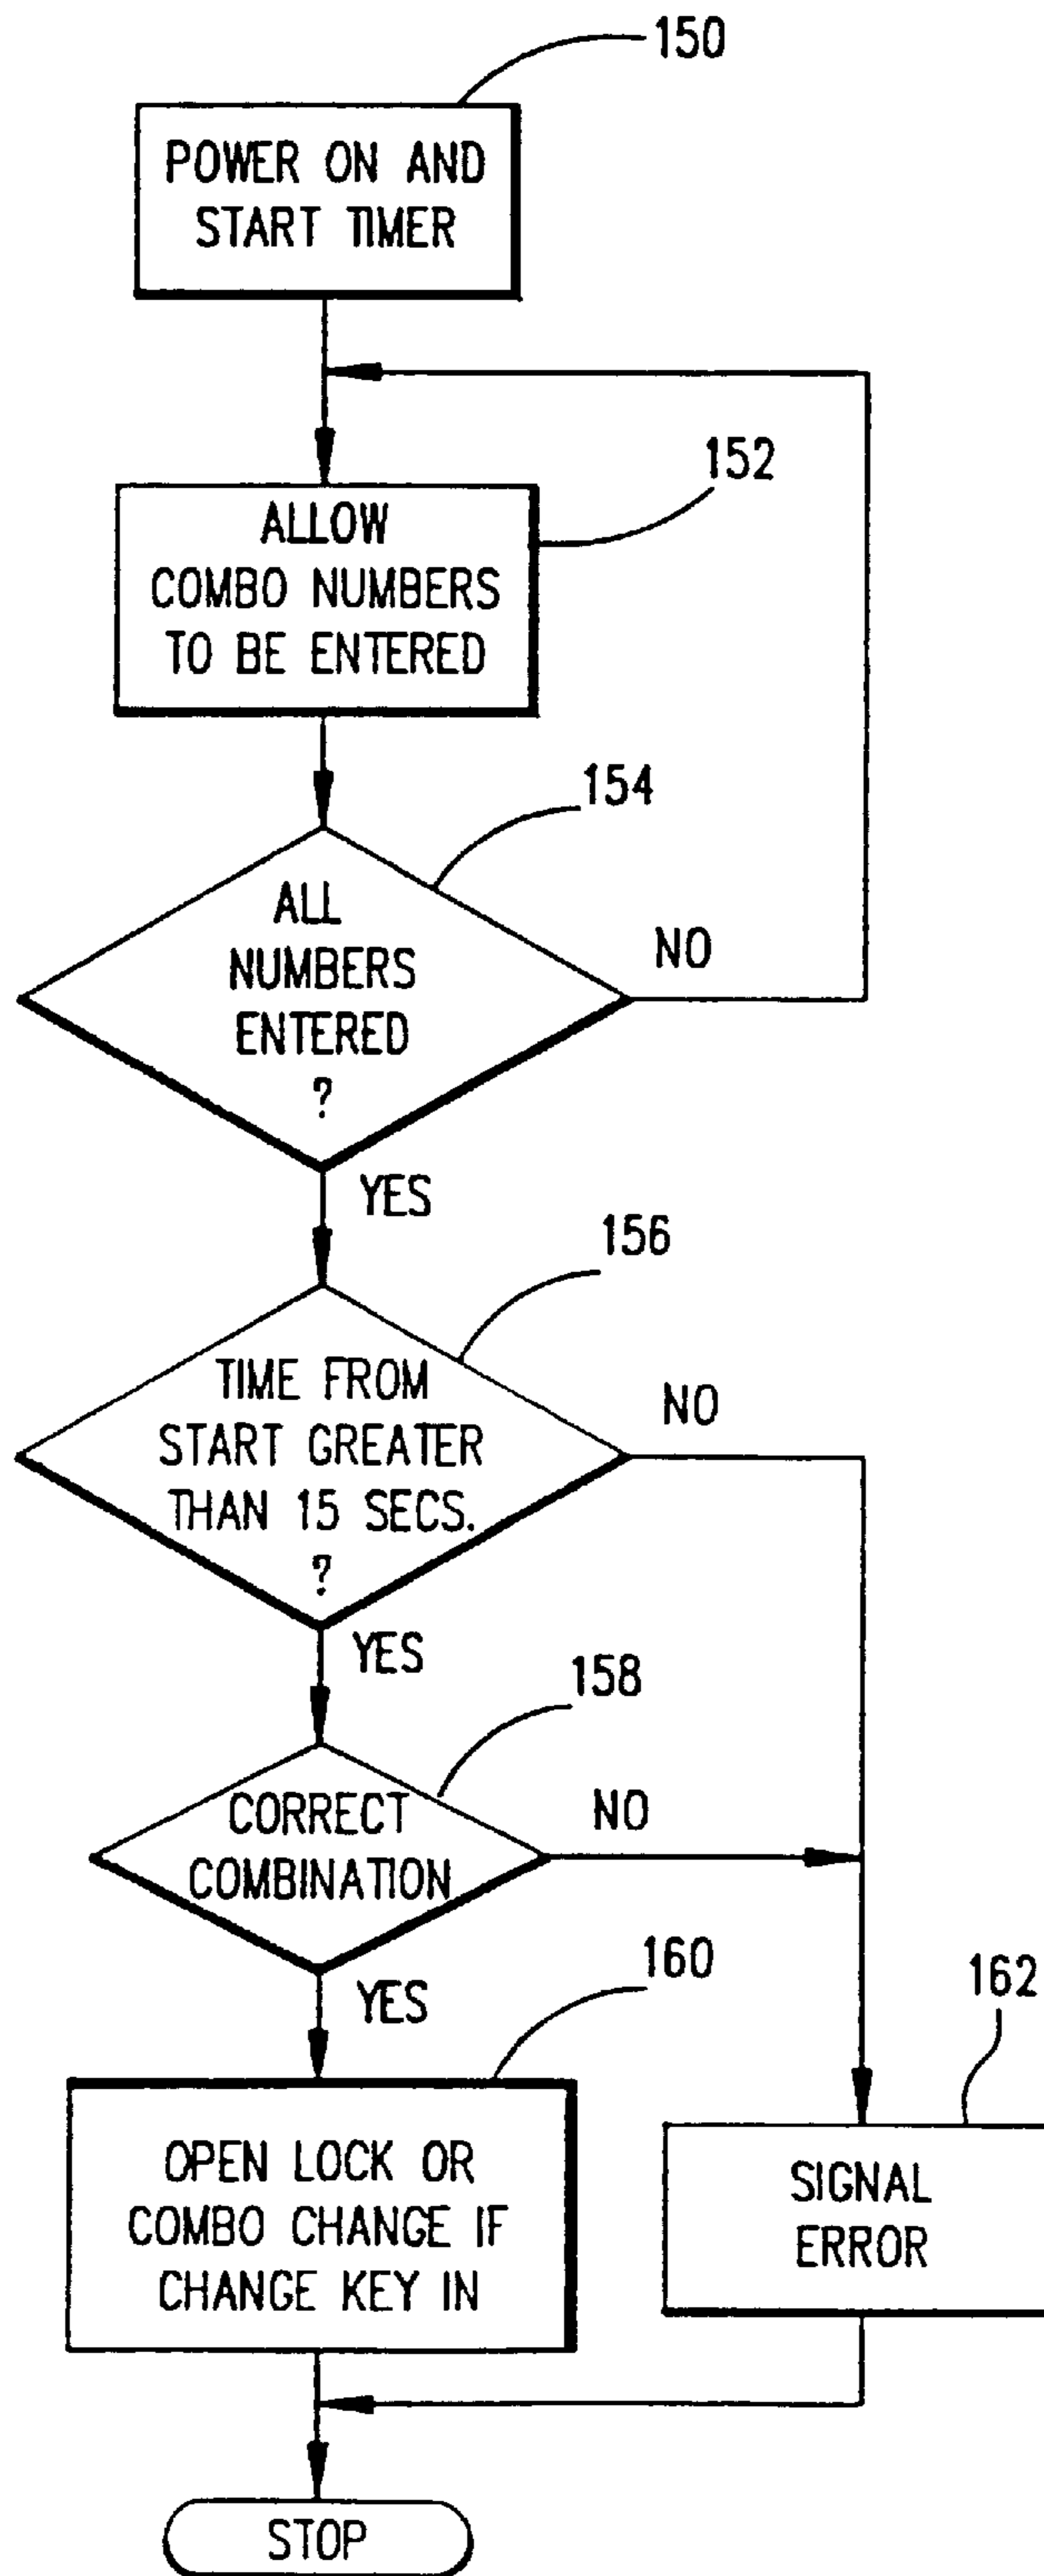 150
POWER ON AND
START TIMER
152
ALLOW
COMBO NUMBERS
TO BE ENTERED
154
ALL
NUMBERS
ENTERED
?
NO
YES
156
TIME FROM
START GREATER
THAN 15 SECS.
?
NO
YES
158
CORRECT
COMBINATION
NO
YES
160
OPEN LOCK OR
COMBO CHANGE IF
CHANGE KEY IN
162
SIGNAL
ERROR
STOP